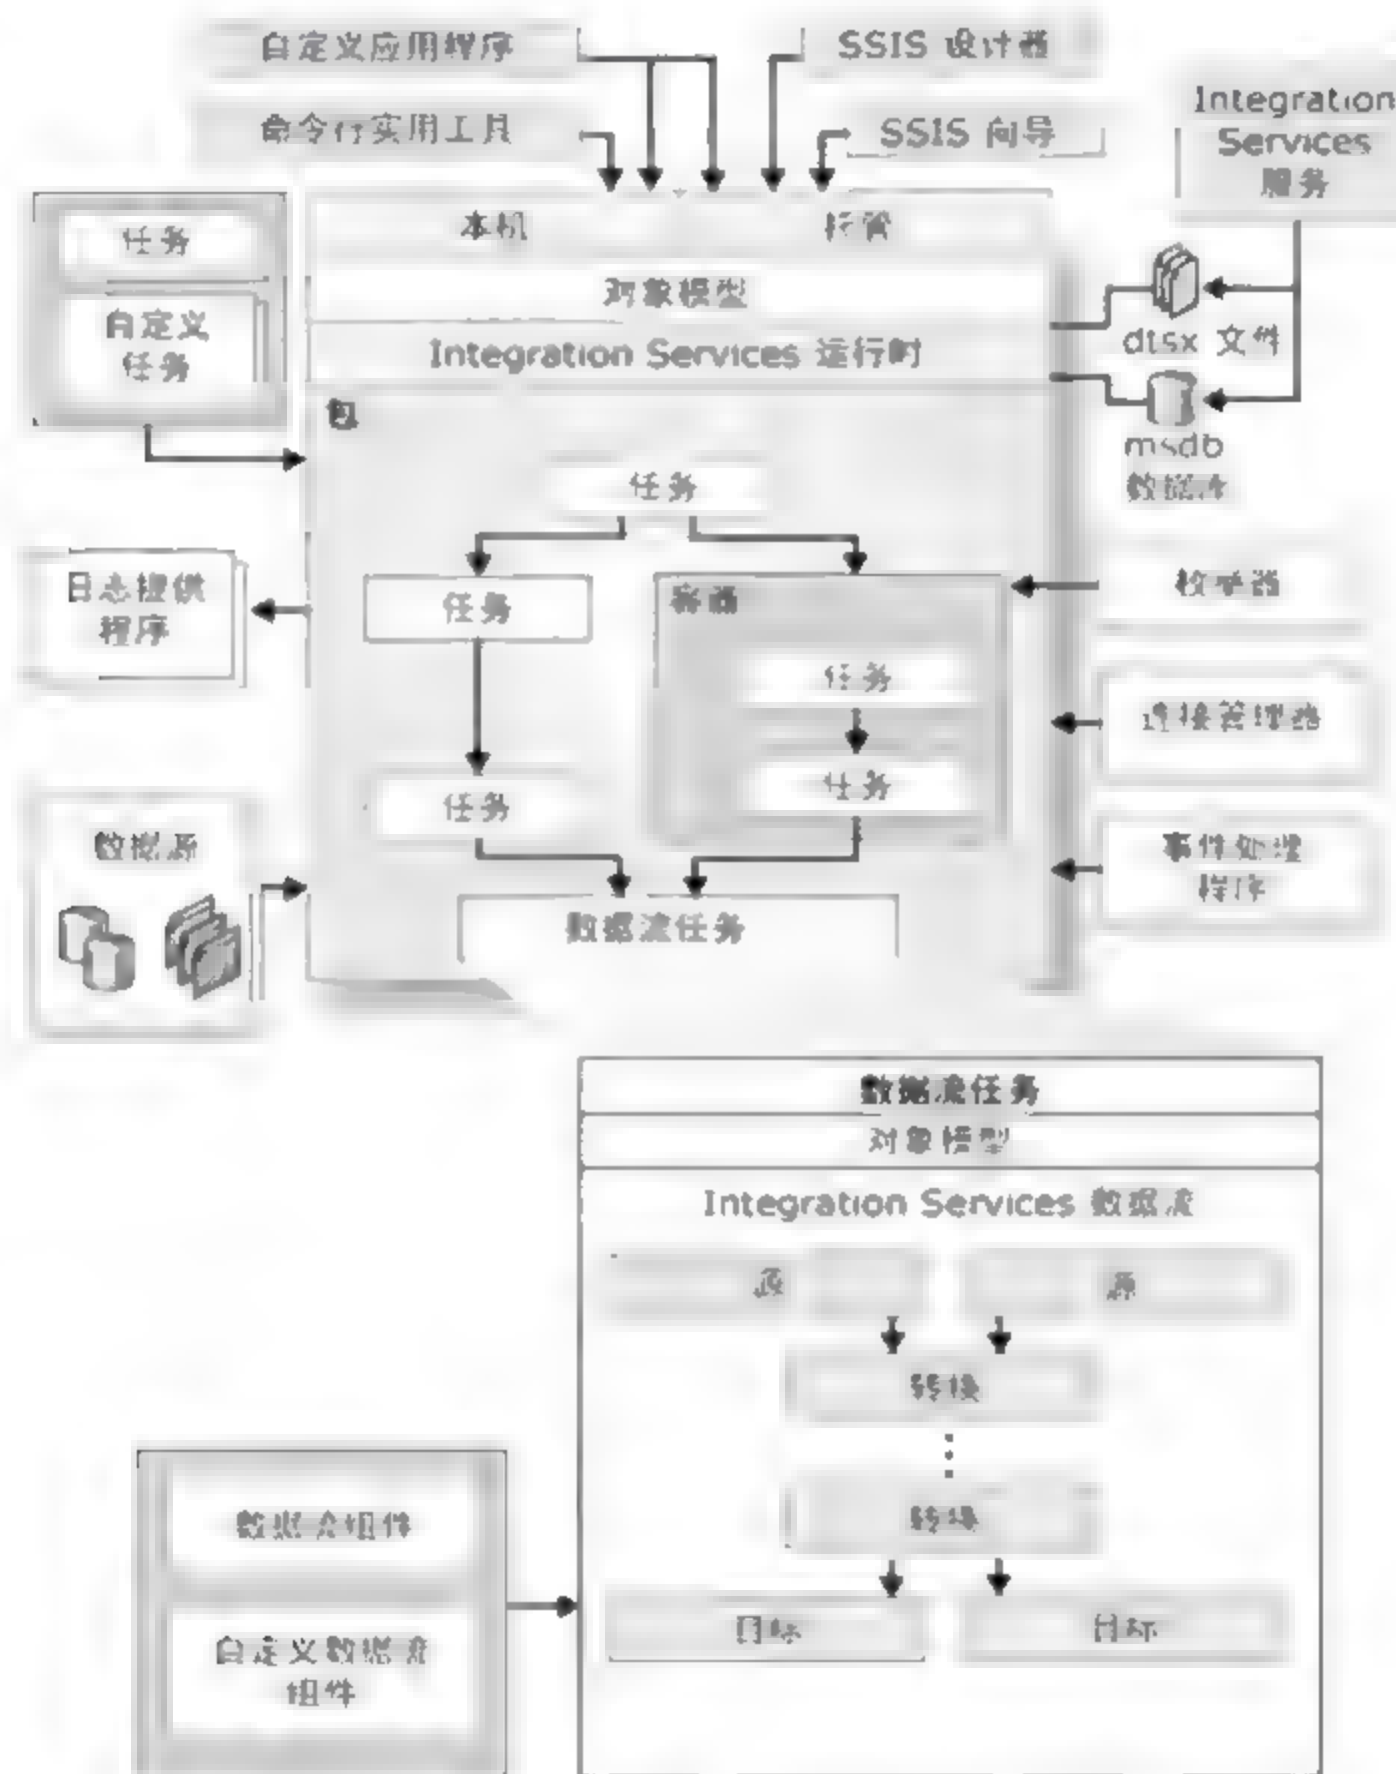 自定义应用程序
SSIS 设计器
命令行实用工具
SSIS 向导
Integration
Services
服务
任务
自定义
任务
本机
托管
对象模型
Integration Services 运行时
dtsx 文件
msdb
数据库
包
任务
日志提供
程序
任务
容器
枚举器
任务
连接管理器
任务
任务
数据源
事件处理
程序
数据流任务
数据流任务
对象模型
Integration Services 数据流
源
源
转换
转换
数据流组件
自定义数据流
组件
目标
目标